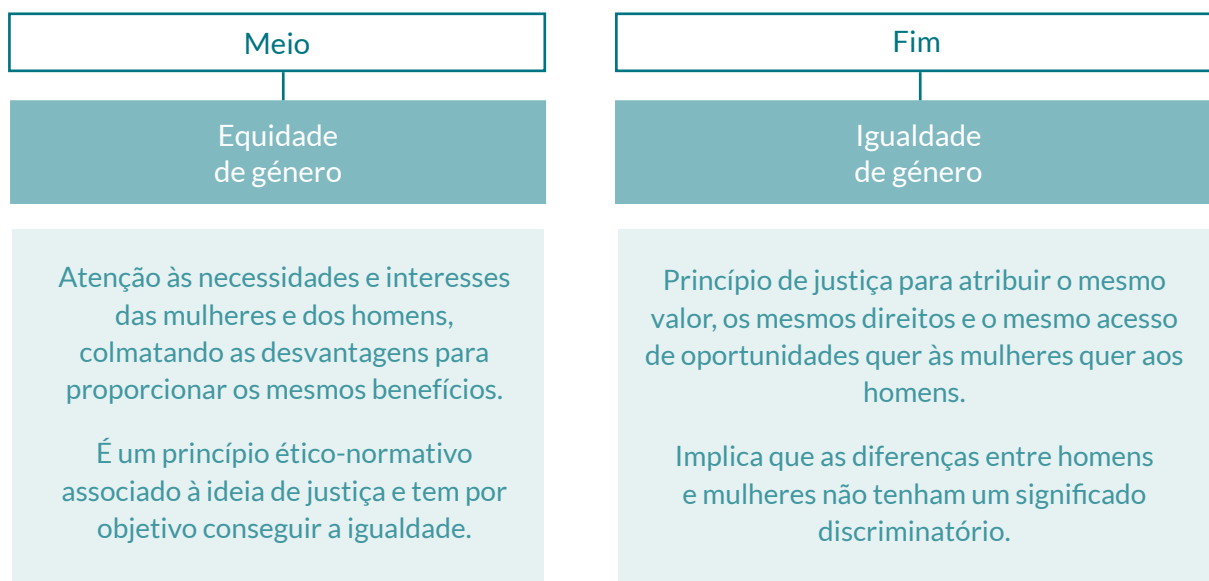 Meio
Equidade
de género
Atenção às necessidades e interesses
das mulheres e dos homens,
colmatando as desvantagens para
proporcionar os mesmos benefícios.
É um princípio ético-normativo
associado à ideia de justiça e tem por
objetivo conseguir a igualdade.
Fim
Igualdade
de género
Princípio de justiça para atribuir o mesmo
valor, os mesmos direitos e o mesmo acesso
de oportunidades quer às mulheres quer aos
homens.
Implica que as diferenças entre homens
e mulheres não tenham um significado
discriminatório.